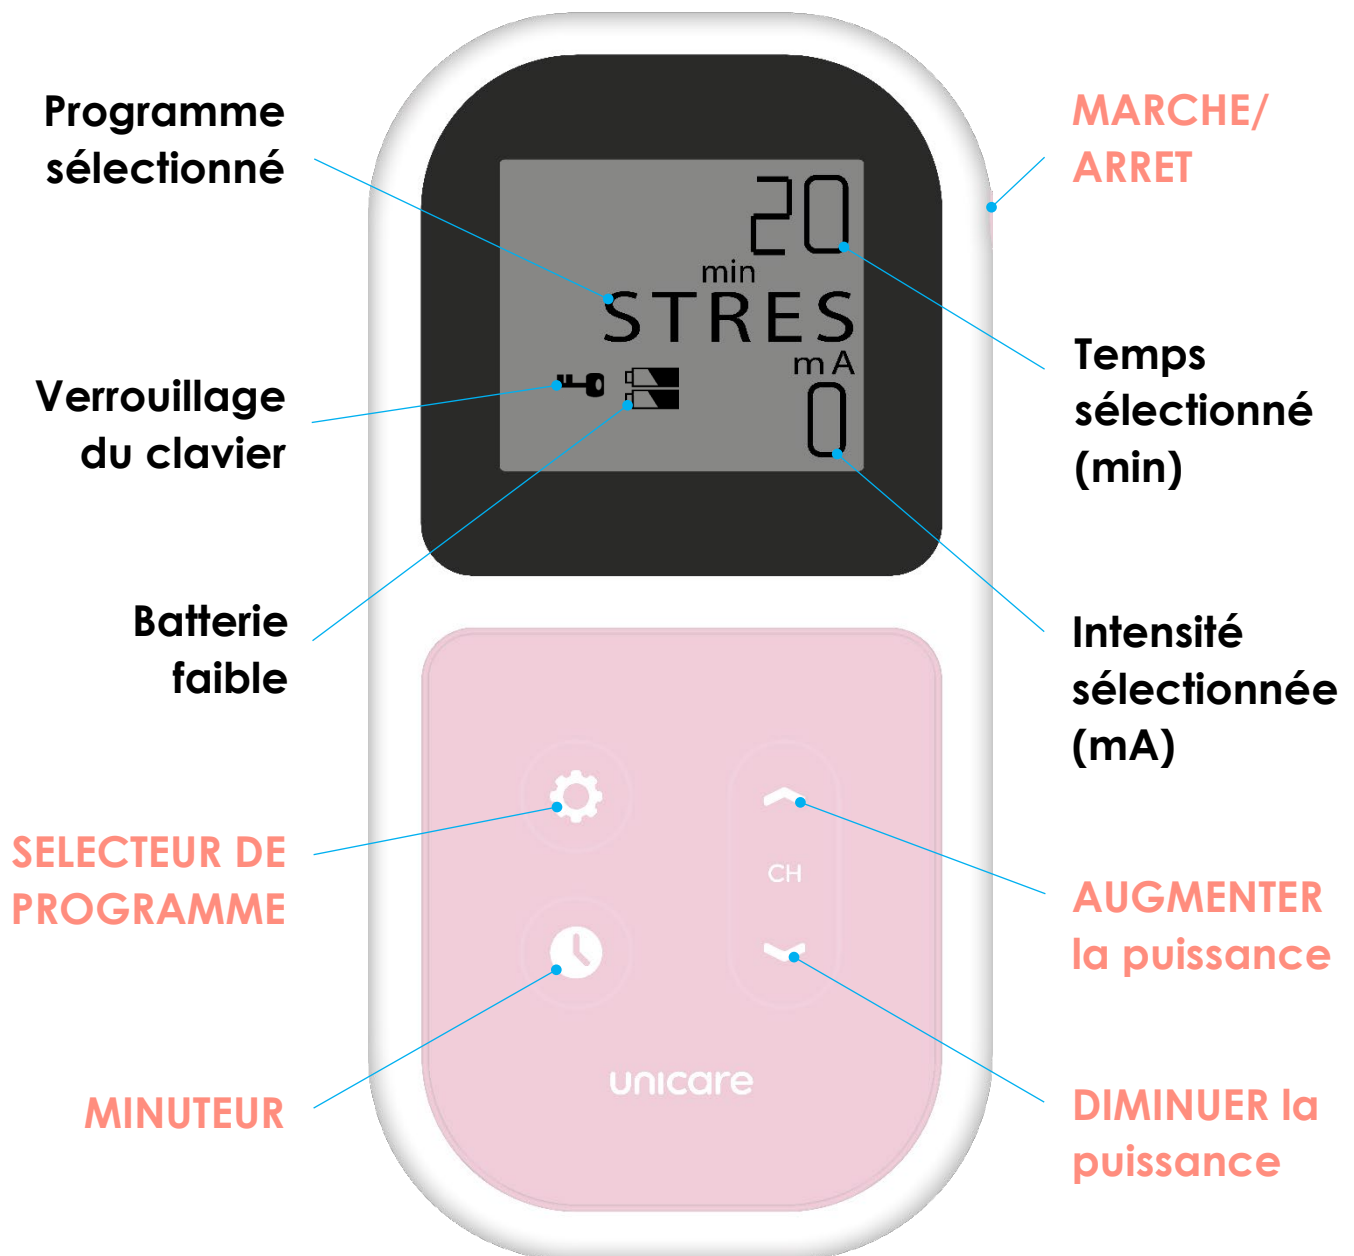 Programme
sélectionné
MARCHE/
ARRET
20
min
STRES
mA
0
Verrouillage
du clavier
Temps
sélectionné
(min)
Batterie
faible
Intensité
sélectionnée
(mA)
SELECTEUR DE
PROGRAMME
CH
AUGMENTER
la puissance
MINUTEUR
unicare
DIMINUER la
puissance